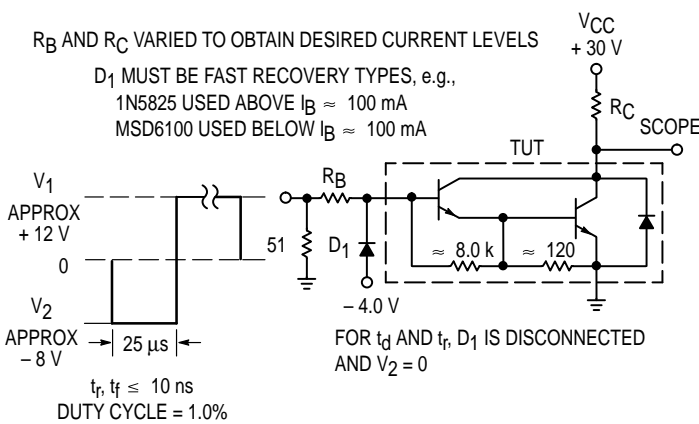 R_B AND R_C VARIED TO OBTAIN DESIRED CURRENT LEVELS
D_1 MUST BE FAST RECOVERY TYPES, e.g.,
1N5825 USED ABOVE I_B ≈ 100 mA
MSD6100 USED BELOW I_B ≈ 100 mA
V_CC
+ 30 V
R_C
SCOPE
TUT
V_1
APPROX
+ 12 V
0
V_2
APPROX
– 8 V
25 μs
t_r, t_f ≤ 10 ns
DUTY CYCLE = 1.0%
51
R_B
D_1
– 4.0 V
≈ 8.0 k
≈ 120
FOR t_d AND t_r, D_1 IS DISCONNECTED
AND V_2 = 0